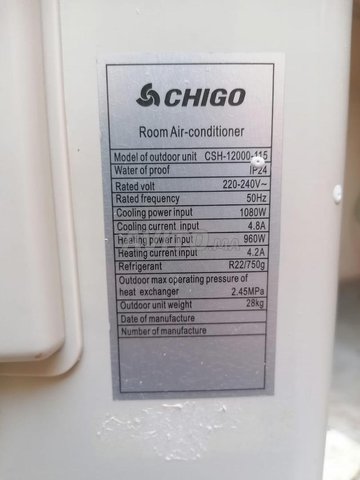 CHIGO
Room Air-conditioner
Model of outdoor unit CSH-12000-115
Water of proof IP24
Rated volt 220-240V~
Rated frequency 50Hz
Cooling power input 1080W
Cooling current input 4.8A
Heating power input 960W
Heating current input 4.2A
Refrigerant R22/750g
Outdoor max operating pressure of
heat exchanger 2.45MPa
Outdoor unit weight 28kg
Date of manufacture
Number of manufacture